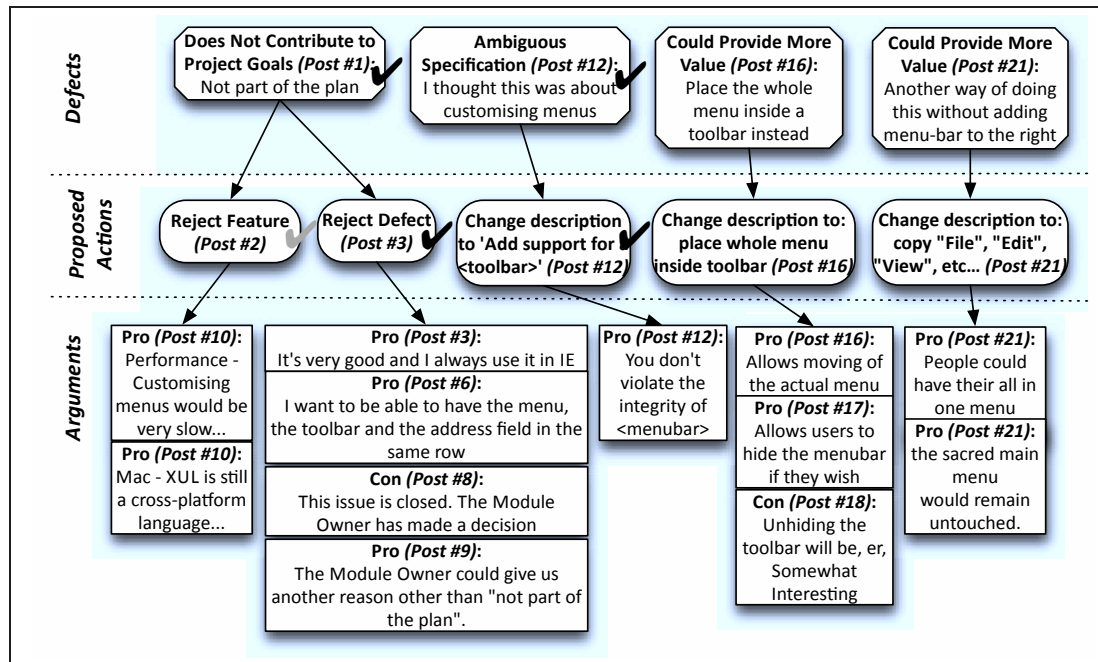 Defects
Does Not Contribute to
Project Goals (Post #1):
Not part of the plan
Ambiguous
Specification (Post #12):
I thought this was about
customising menus
Could Provide More
Value (Post #16):
Place the whole
menu inside a
toolbar instead
Could Provide More
Value (Post #21):
Another way of doing
this without adding
menu-bar to the right
Proposed
Actions
Reject Feature
(Post #2)
Reject Defect
(Post #3)
Change description
to 'Add support for
<toolbar>' (Post #12)
Change description to:
place whole menu
inside toolbar (Post #16)
Change description to:
copy "File", "Edit",
"View", etc... (Post #21)
Arguments
Pro (Post #10):
Performance -
Customising
menus would be
very slow...
Pro (Post #10):
Mac - XUL is still
a cross-platform
language...
Pro (Post #3):
It's very good and I always use it in IE
Pro (Post #6):
I want to be able to have the menu,
the toolbar and the address field in the
same row
Con (Post #8):
This issue is closed. The Module
Owner has made a decision
Pro (Post #9):
The Module Owner could give us
another reason other than "not part of
the plan".
Pro (Post #12):
You don't
violate the
integrity of
<menubar>
Pro (Post #16):
Allows moving of
the actual menu
Pro (Post #17):
Allows users to
hide the menubar
if they wish
Con (Post #18):
Unhiding the
toolbar will be, er,
Somewhat
Interesting
Pro (Post #21):
People could
have their all in
one menu
Pro (Post #21):
the sacred main
menu
would remain
untouched.